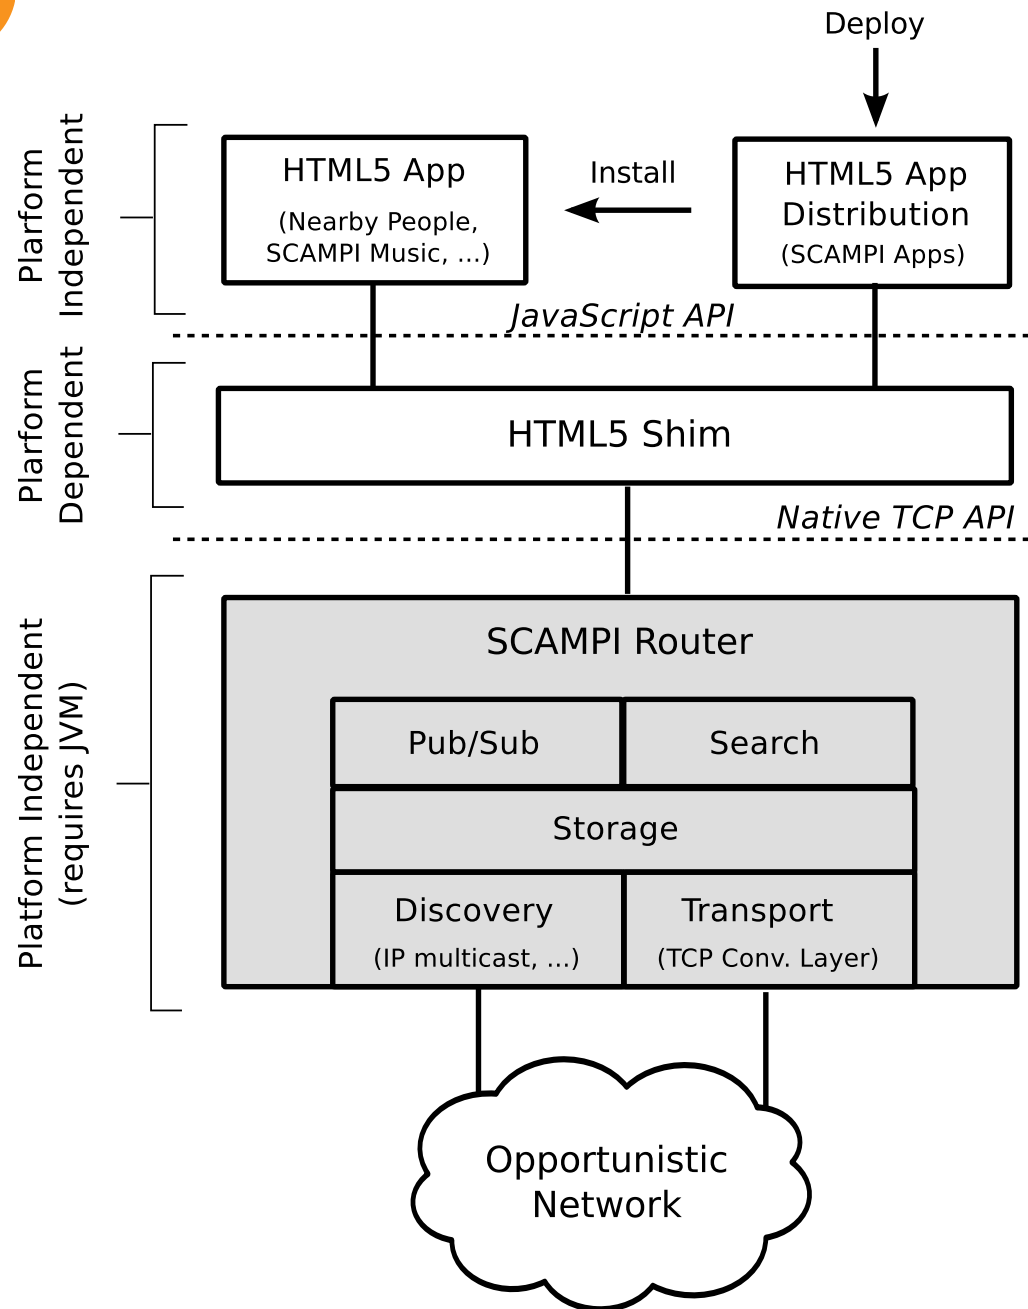 Deploy
Plarform
Independent
HTML5 App
(Nearby People,
SCAMPI Music, ...)
Install
HTML5 App
Distribution
(SCAMPI Apps)
JavaScript API
Plarform
Dependent
HTML5 Shim
Native TCP API
Platform Independent
(requires JVM)
SCAMPI Router
Pub/Sub
Search
Storage
Discovery
(IP multicast, ...)
Transport
(TCP Conv. Layer)
Opportunistic
Network